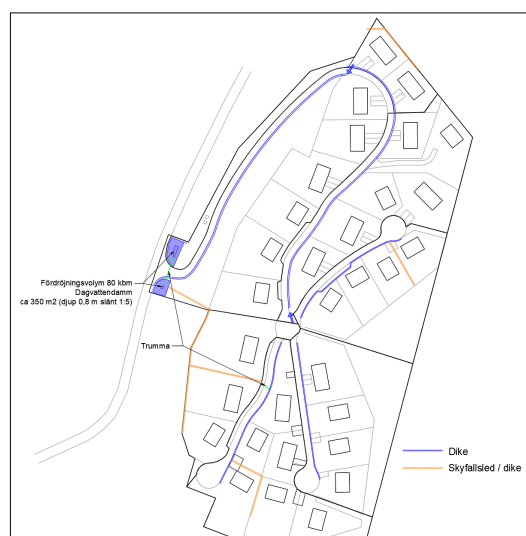 Fördröjningsvolym 80 kbm
Dagvattendamm
ca 350 m2 (djup 0,8 m slänt 1:5)
Trumma
Dike
Skyfallsled / dike